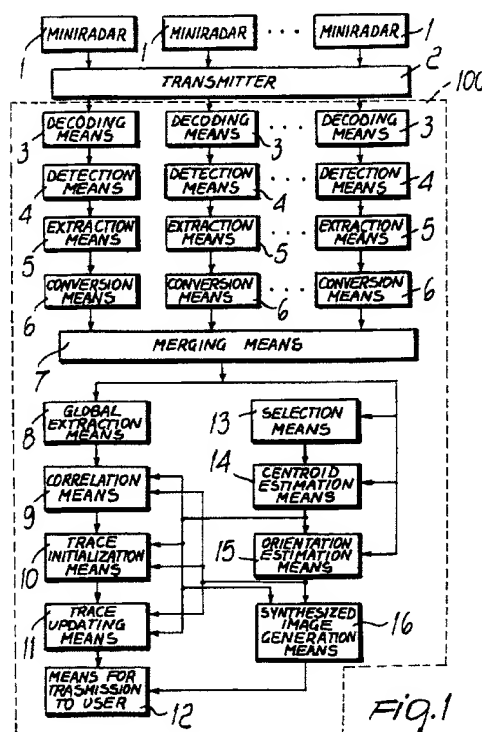 MINIRADAR MINIRADAR . . . MINIRADAR 1
1 1
TRANSMITTER 2
100
DECODING MEANS DECODING MEANS . . . DECODING MEANS
3 3 3
DETECTION MEANS DETECTION MEANS . . . DETECTION MEANS
4 4 4
EXTRACTION MEANS EXTRACTION MEANS . . . EXTRACTION MEANS
5 5 5
CONVERSION MEANS CONVERSION MEANS . . . CONVERSION MEANS
6 6 6
MERGING MEANS
7
GLOBAL EXTRACTION MEANS
8
13 SELECTION MEANS
CORRELATION MEANS
9
14 CENTROID ESTIMATION MEANS
TRACE INITIALIZATION MEANS
10
15 ORIENTATION ESTIMATION MEANS
TRACE UPDATING MEANS
11
SYNTHESIZED IMAGE GENERATION MEANS 16
MEANS FOR TRASMISSION TO USER
12
Fig.1